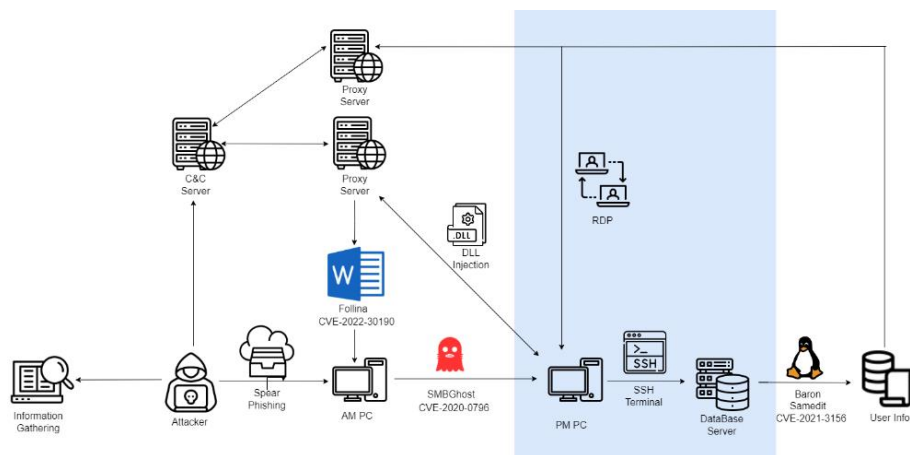 Proxy
Server
C&C
Server
Proxy
Server
RDP
.DLL
DLL
Injection
W
Follina
CVE-2022-30190
Information
Gathering
Attacker
Spear
Phishing
AM PC
SMBGhost
CVE-2020-0796
PM PC
>_
SSH
SSH
Terminal
DataBase
Server
Baron
Samedit
CVE-2021-3156
User Info